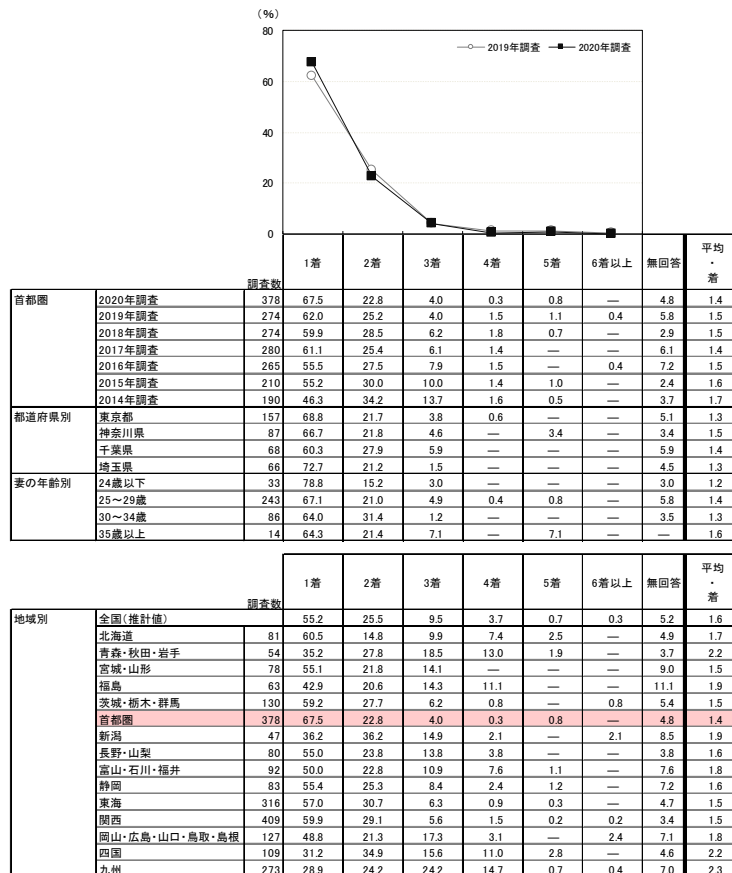 (%)
80
60
40
20
0
2019年調査 2020年調査
調査数 1着 2着 3着 4着 5着 6着以上 無回答 平均・着
首都圏 2020年調査 378 67.5 22.8 4.0 0.3 0.8 — 4.8 1.4
2019年調査 274 62.0 25.2 4.0 1.5 1.1 0.4 5.8 1.5
2018年調査 274 59.9 28.5 6.2 1.8 0.7 — 2.9 1.5
2017年調査 280 61.1 25.4 6.1 1.4 — — 6.1 1.4
2016年調査 265 55.5 27.5 7.9 1.5 — 0.4 7.2 1.5
2015年調査 210 55.2 30.0 10.0 1.4 1.0 — 2.4 1.6
2014年調査 190 46.3 34.2 13.7 1.6 0.5 — 3.7 1.7
都道府県別 東京都 157 68.8 21.7 3.8 0.6 — — 5.1 1.3
神奈川県 87 66.7 21.8 4.6 — 3.4 — 3.4 1.5
千葉県 68 60.3 27.9 5.9 — — — 5.9 1.4
埼玉県 66 72.7 21.2 1.5 — — — 4.5 1.3
妻の年齢別 24歳以下 33 78.8 15.2 3.0 — — — 3.0 1.2
25～29歳 243 67.1 21.0 4.9 0.4 0.8 — 5.8 1.4
30～34歳 86 64.0 31.4 1.2 — — — 3.5 1.3
35歳以上 14 64.3 21.4 7.1 — 7.1 — — 1.6
調査数 1着 2着 3着 4着 5着 6着以上 無回答 平均・着
地域別 全国(推計値) 55.2 25.5 9.5 3.7 0.7 0.3 5.2 1.6
北海道 81 60.5 14.8 9.9 7.4 2.5 — 4.9 1.7
青森・秋田・岩手 54 35.2 27.8 18.5 13.0 1.9 — 3.7 2.2
宮城・山形 78 55.1 21.8 14.1 — — — 9.0 1.5
福島 63 42.9 20.6 14.3 11.1 — — 11.1 1.9
茨城・栃木・群馬 130 59.2 27.7 6.2 0.8 — 0.8 5.4 1.5
首都圏 378 67.5 22.8 4.0 0.3 0.8 — 4.8 1.4
新潟 47 36.2 36.2 14.9 2.1 — 2.1 8.5 1.9
長野・山梨 80 55.0 23.8 13.8 3.8 — — 3.8 1.6
富山・石川・福井 92 50.0 22.8 10.9 7.6 1.1 — 7.6 1.8
静岡 83 55.4 25.3 8.4 2.4 1.2 — 7.2 1.6
東海 316 57.0 30.7 6.3 0.9 0.3 — 4.7 1.5
関西 409 59.9 29.1 5.6 1.5 0.2 0.2 3.4 1.5
岡山・広島・山口・鳥取・島根 127 48.8 21.3 17.3 3.1 — 2.4 7.1 1.8
四国 109 31.2 34.9 15.6 11.0 2.8 — 4.6 2.2
九州 273 28.9 24.2 24.2 14.7 0.7 0.4 7.0 2.3